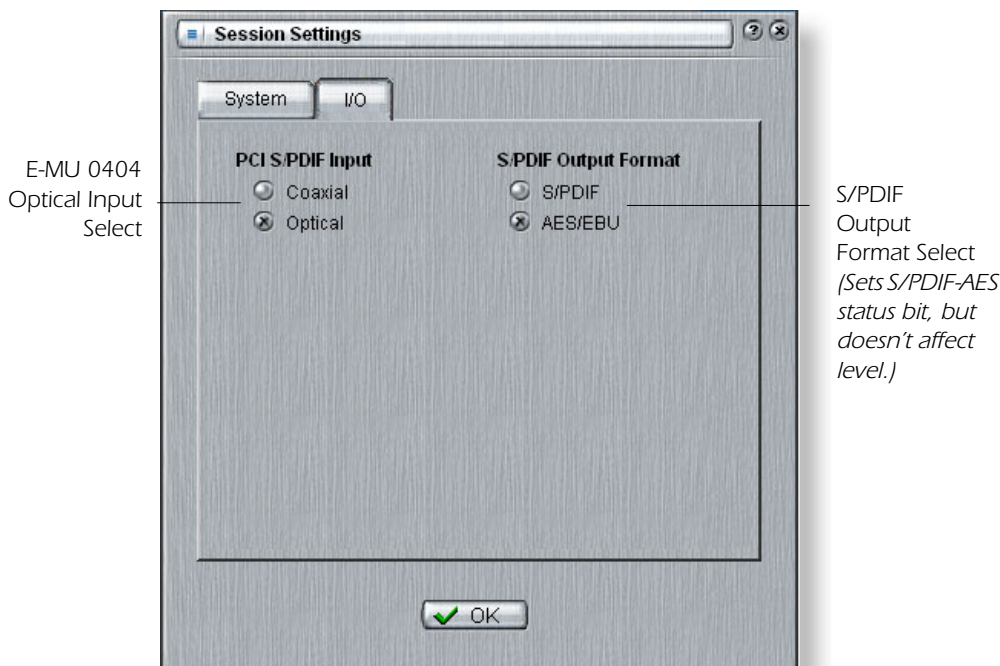 Session Settings
System
I/O
E-MU 0404
Optical Input
Select
PCI S/PDIF Input
Coaxial
Optical
S/PDIF Output Format
S/PDIF
AES/EBU
S/PDIF
Output
Format Select
(Sets S/PDIF-AES
status bit, but
doesn't affect
level.)
OK